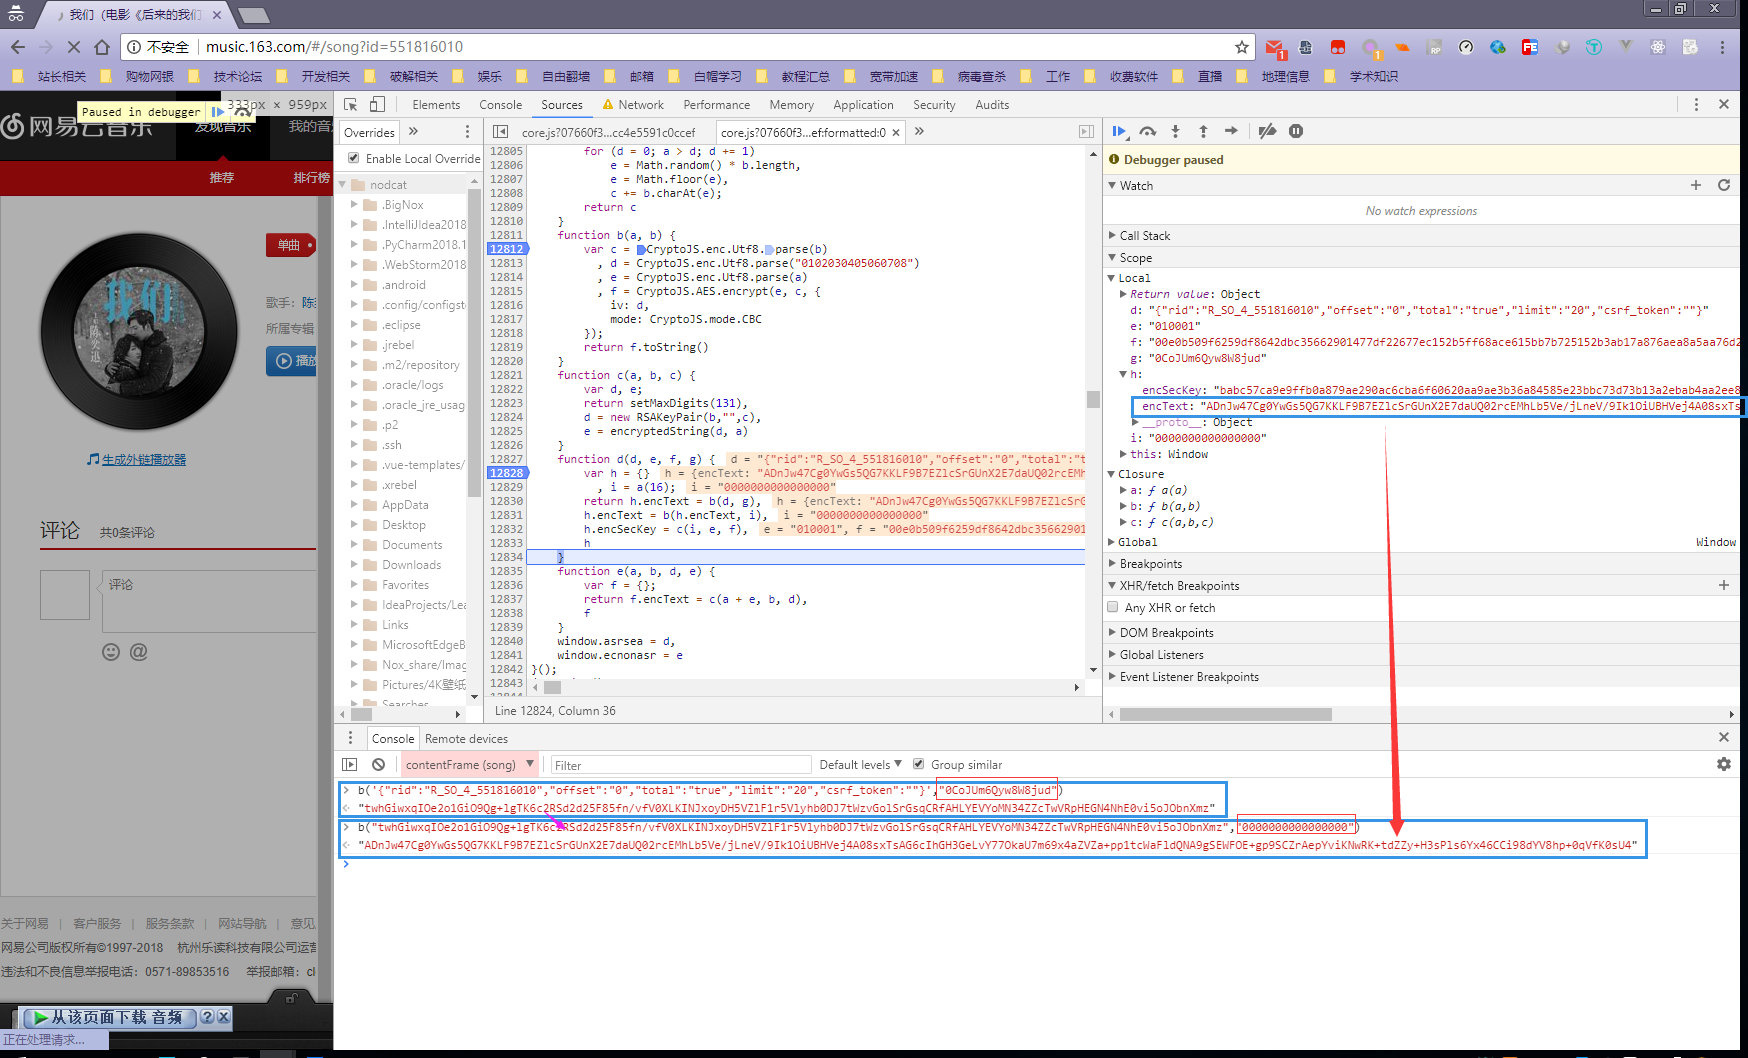 我们（电影《后来的我们
不安全 music.163.com/#/song?id=551816010
站长相关 购物网银 技术论坛 开发相关 破解相关 娱乐 自由翻墙 邮箱 白帽学习 教程汇总 宽带加速 病毒查杀 工作 收费软件 直播 地理信息 学术知识
333px × 959px
Paused in debugger
网易云音乐
发现音乐
我的音
推荐
排行榜
单曲
歌手：陈
所属专辑
播放
生成外链播放器
评论 共0条评论
评论
关于网易 | 客户服务 | 服务条款 | 网站导航 | 意见
网易公司版权所有©1997-2018 杭州乐读科技有限公司运营
违法和不良信息举报电话：0571-89853516 举报邮箱：
从该页面下载 音频
正在处理请求...
Elements Console Sources Network Performance Memory Application Security Audits
Overrides
Enable Local Override
nodcat
.BigNox
.IntelliJIdea2018
.PyCharm2018.1
.WebStorm2018
.android
.config/configst
.eclipse
.jrebel
.m2/repository
.oracle/logs
.oracle_jre_usag
.p2
.ssh
.vue-templates/
.xrebel
AppData
Desktop
Documents
Downloads
Favorites
IdeaProjects/Lea
Links
MicrosoftEdgeB
Nox_share/Imag
Pictures/4K壁纸
Searches
core.js?07660f3...cc4e5591c0ccef
core.js?07660f3...ef:formatted:0
12805 for (d = 0; a > d; d += 1)
12806 e = Math.random() * b.length,
12807 e = Math.floor(e),
12808 c += b.charAt(e);
12809 return c
12810 }
12811 function b(a, b) {
12812 var c = CryptoJS.enc.Utf8.parse(b)
12813 , d = CryptoJS.enc.Utf8.parse("0102030405060708")
12814 , e = CryptoJS.enc.Utf8.parse(a)
12815 , f = CryptoJS.AES.encrypt(e, c, {
12816 iv: d,
12817 mode: CryptoJS.mode.CBC
12818 });
12819 return f.toString()
12820 }
12821 function c(a, b, c) {
12822 var d, e;
12823 return setMaxDigits(131),
12824 d = new RSAKeyPair(b,"",c),
12825 e = encryptedString(d, a)
12826 }
12827 function d(d, e, f, g) { d = "{"rid":"R_SO_4_551816010","offset":"0","total":"t
12828 var h = {} h = {encText: "ADnJw47Cg0YwGs5QG7KKLF9B7EZlcSrGUnX2E7daUQ02rcEMh
12829 , i = a(16); i = "0000000000000000"
12830 return h.encText = b(d, g), h = {encText: "ADnJw47Cg0YwGs5QG7KKLF9B7EZlcSrG
12831 h.encText = b(h.encText, i), i = "0000000000000000"
12832 h.encSecKey = c(i, e, f), e = "010001", f = "00e0b509f6259df8642dbc35662901
12833 h
12834 }
12835 function e(a, b, d, e) {
12836 var f = {};
12837 return f.encText = c(a + e, b, d),
12838 f
12839 }
12840 window.asrsea = d,
12841 window.ecnonasr = e
12842 }();
12843
Line 12824, Column 36
Debugger paused
Watch
No watch expressions
Call Stack
Scope
Local
Return value: Object
d: "{"rid":"R_SO_4_551816010","offset":"0","total":"true","limit":"20","csrf_token":""}"
e: "010001"
f: "00e0b509f6259df8642dbc35662901477df22677ec152b5ff68ace615bb7b725152b3ab17a876aea8a5aa76d2
g: "0CoJUm6Qyw8W8jud"
h:
encSecKey: "babc57ca9e9ffb0a879ae290ac6cba6f60620aa9ae3b36a84585e23bbc73d73b13a2ebab4aa2ee8
encText: "ADnJw47Cg0YwGs5QG7KKLF9B7EZlcSrGUnX2E7daUQ02rcEMhLb5Ve/jLneV/9Ik1OiUBHVej4A08sxTs
__proto__: Object
i: "0000000000000000"
this: Window
Closure
a: ƒ a(a)
b: ƒ b(a,b)
c: ƒ c(a,b,c)
Global Window
Breakpoints
XHR/fetch Breakpoints
Any XHR or fetch
DOM Breakpoints
Global Listeners
Event Listener Breakpoints
Console Remote devices
contentFrame (song) Filter Default levels Group similar
b('{"rid":"R_SO_4_551816010","offset":"0","total":"true","limit":"20","csrf_token":""}',"0CoJUm6Qyw8W8jud")
"twhGiwxqIOe2o1GiO9Qg+lgTK6c2RSd2d25F85fn/vfV0XLKINJxoyDH5VZlF1r5Vlyhb0DJ7tWzvGolSrGsqCRfAHLYEVYoMN34ZZcTwVRpHEGN4NhE0vi5oJObnXmz"
b("twhGiwxqIOe2o1GiO9Qg+lgTK6c2RSd2d25F85fn/vfV0XLKINJxoyDH5VZlF1r5Vlyhb0DJ7tWzvGolSrGsqCRfAHLYEVYoMN34ZZcTwVRpHEGN4NhE0vi5oJObnXmz","0000000000000000")
"ADnJw47Cg0YwGs5QG7KKLF9B7EZlcSrGUnX2E7daUQ02rcEMhLb5Ve/jLneV/9Ik1OiUBHVej4A08sxTsAG6cIhGH3GeLvY77OkaU7m69x4aZVZa+pp1tcWaFldQNA9gSEWFOE+gp9SCZrAepYviKNwRK+tdZZy+H3sPls6Yx46CCi98dYV8hp+0qVfK0sU4"